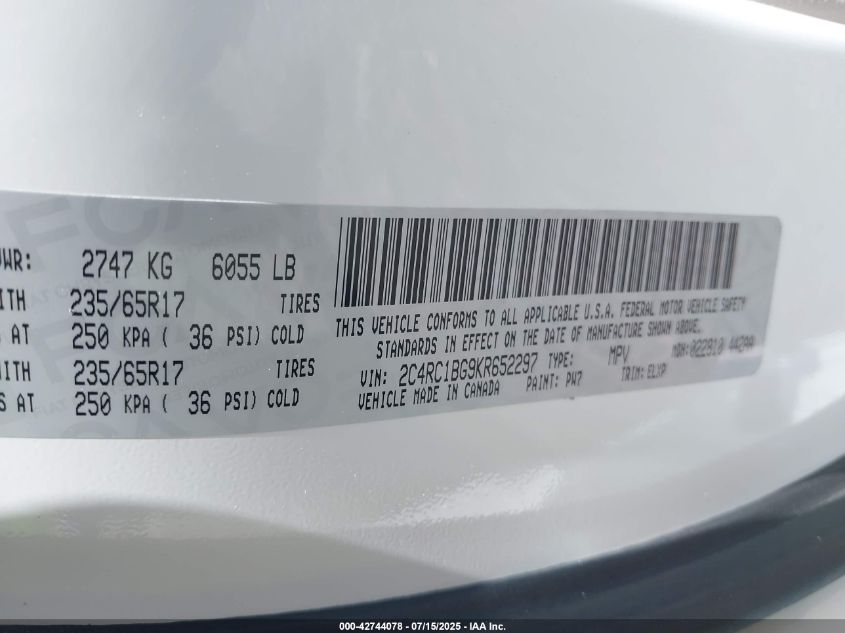 WR: 2747 KG 6055 LB
ITH 235/65R17 TIRES
S AT 250 KPA ( 36 PSI) COLD
ITH 235/65R17 TIRES
S AT 250 KPA ( 36 PSI) COLD
THIS VEHICLE CONFORMS TO ALL APPLICABLE U.S.A. FEDERAL MOTOR VEHICLE SAFETY
STANDARDS IN EFFECT ON THE DATE OF MANUFACTURE SHOWN ABOVE.
VIN: 2C4RC1BG9KR652297 TYPE: MPV MDH:022810
VEHICLE MADE IN CANADA PAINT: PW7 TRIM:
000-42744078 - 07/15/2025 - IAA Inc.